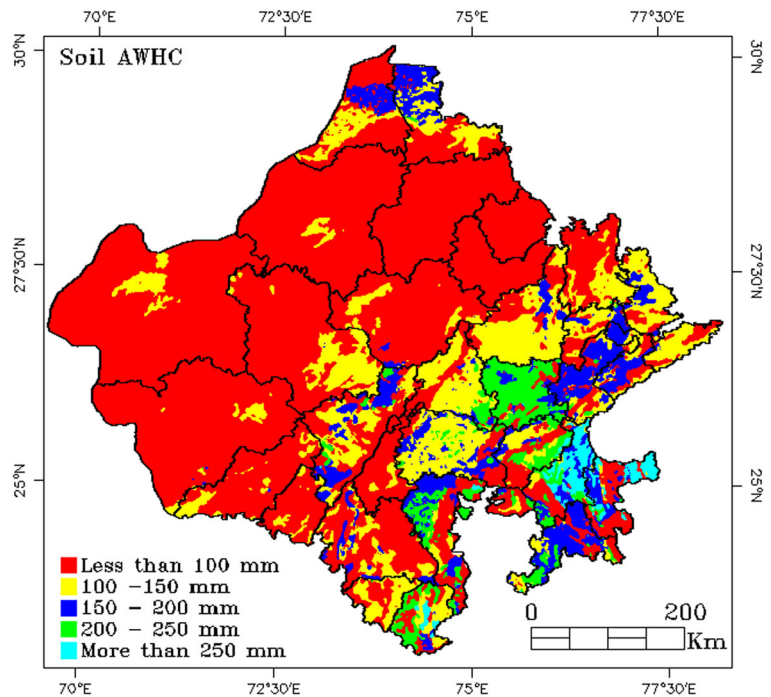 70°E 72°30'E 75°E 77°30'E
30°N 30°N
Soil AWHC
27°30'N 27°30'N
25°N 25°N
Less than 100 mm
100 -150 mm
150 - 200 mm
200 - 250 mm
More than 250 mm
0 200
Km
70°E 72°30'E 75°E 77°30'E